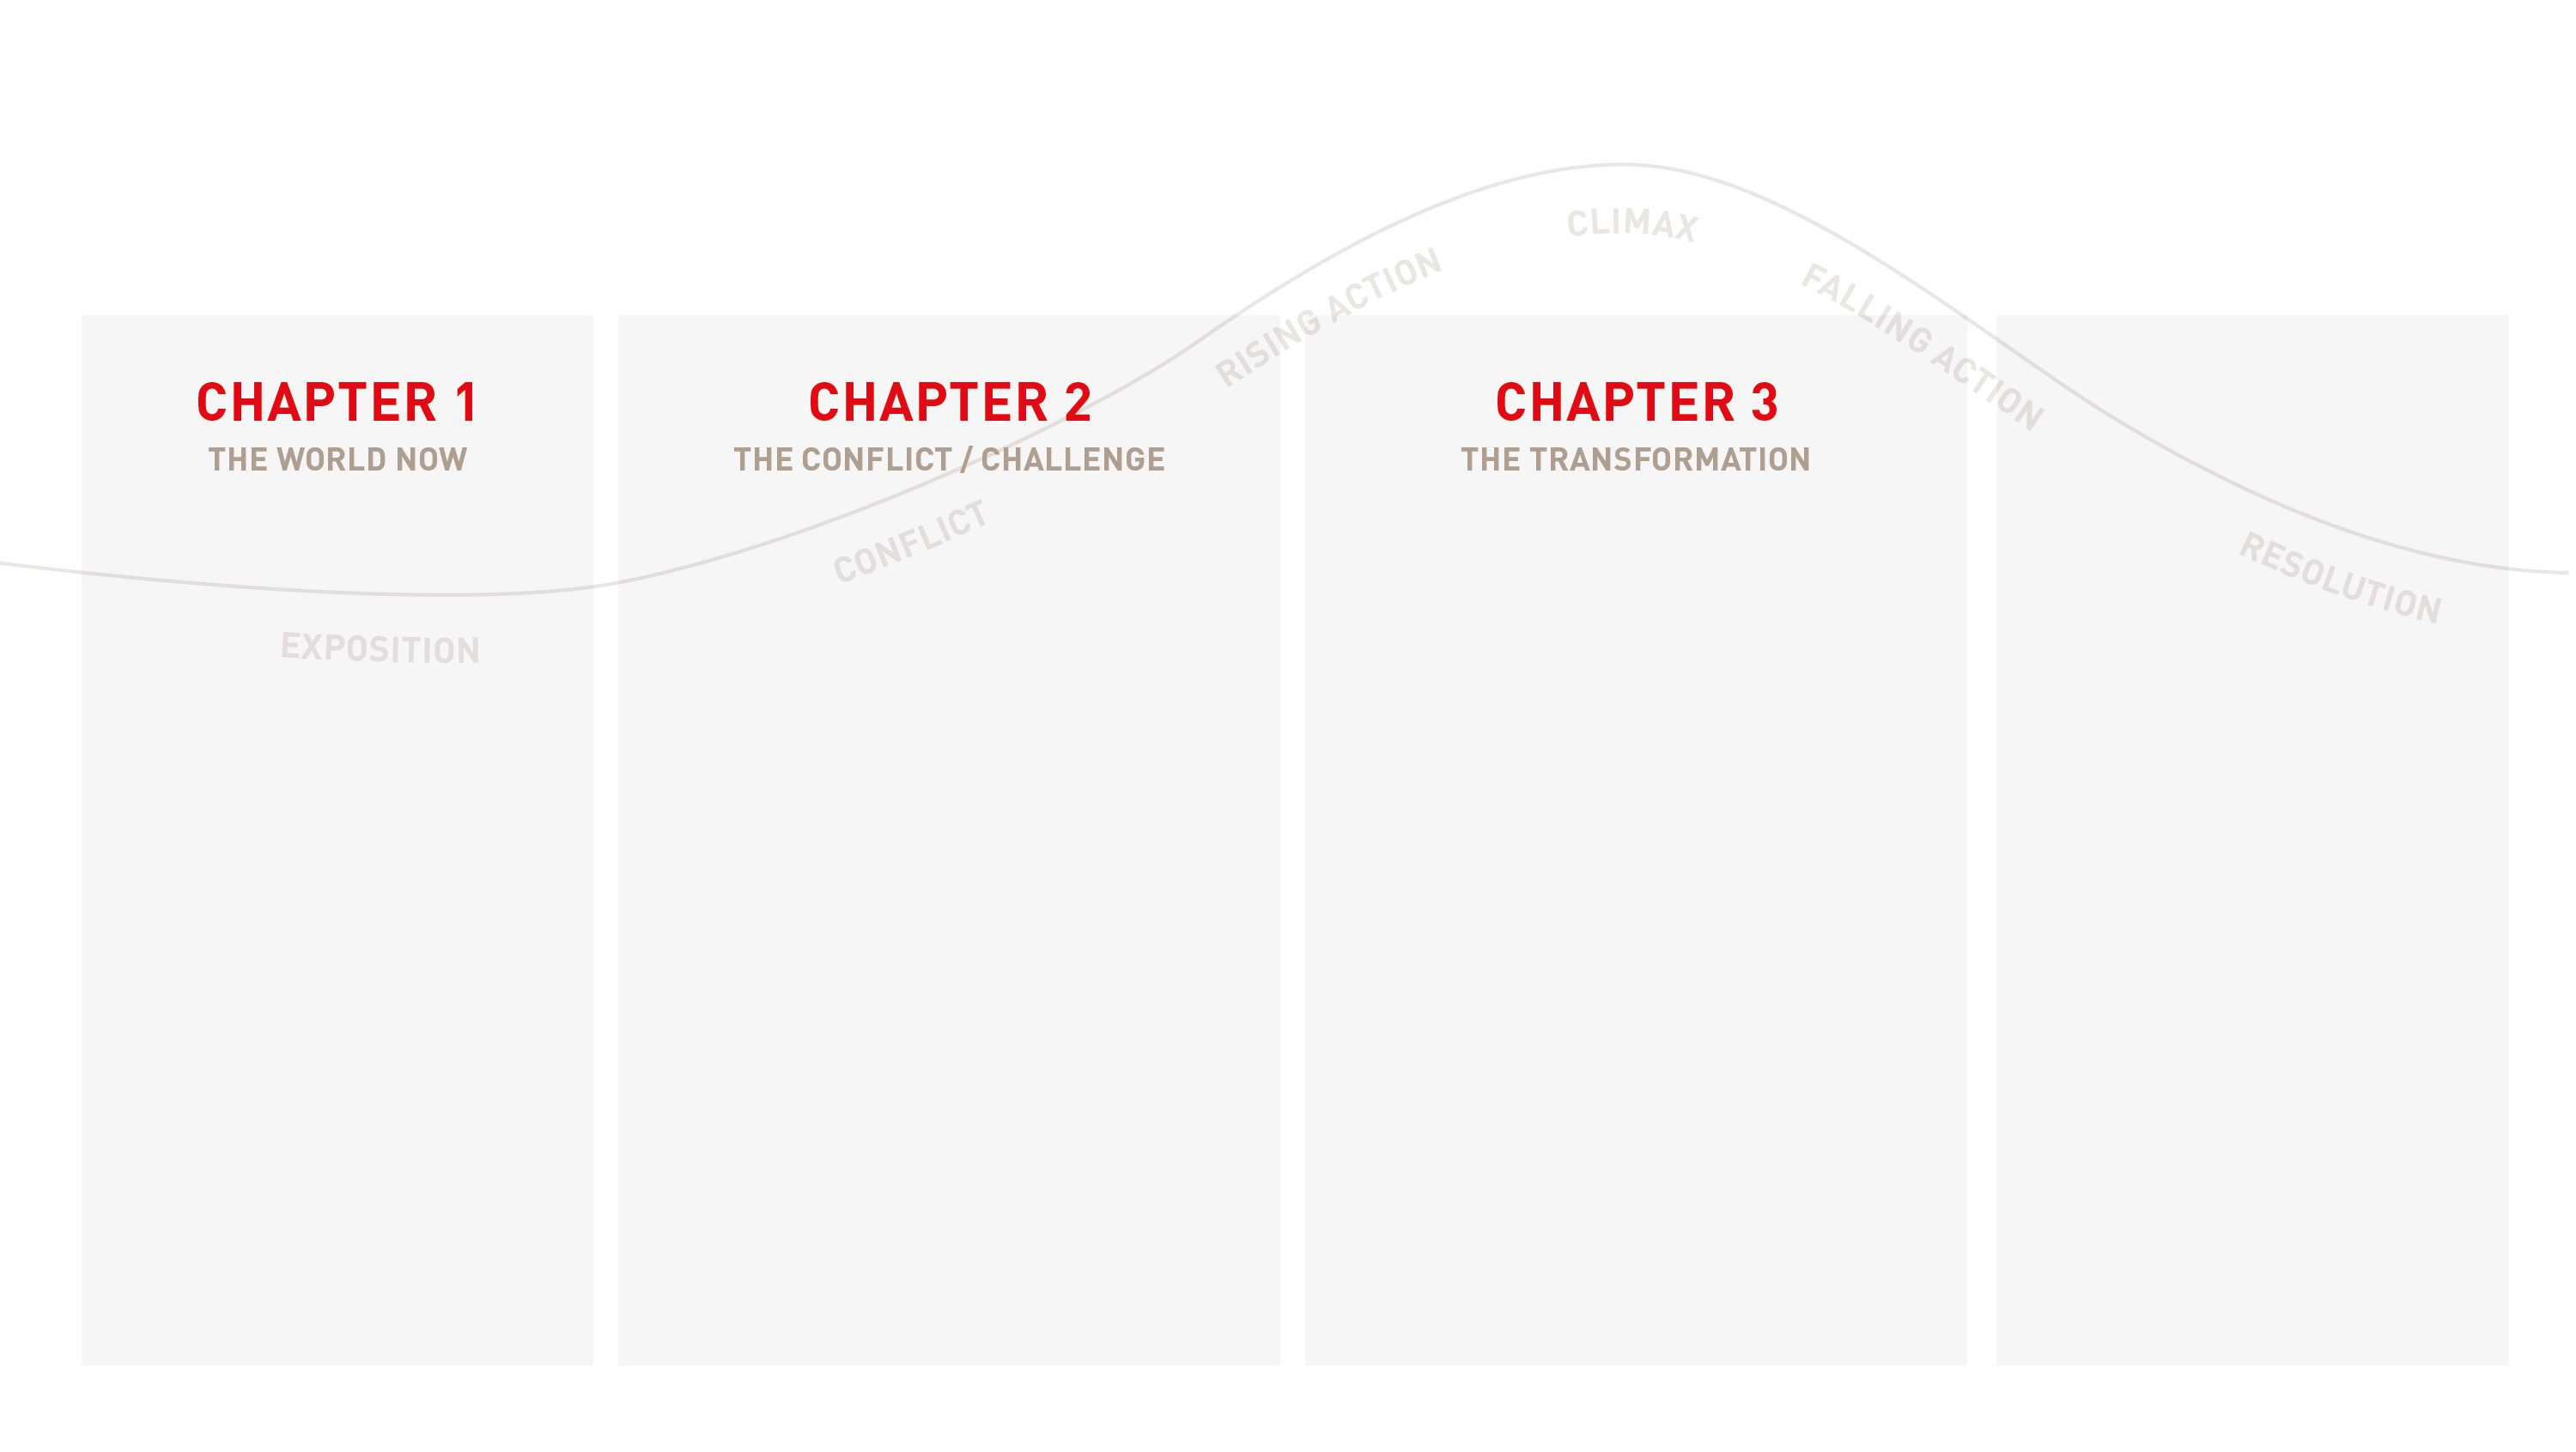 CLIMAX
RISING ACTION
FALLING ACTION
CHAPTER 1
THE WORLD NOW
CHAPTER 2
THE CONFLICT / CHALLENGE
CHAPTER 3
THE TRANSFORMATION
CONFLICT
RESOLUTION
EXPOSITION